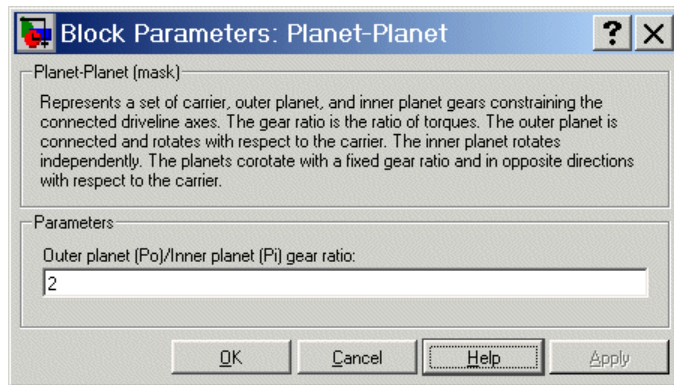 Block Parameters: Planet-Planet
Planet-Planet (mask)
Represents a set of carrier, outer planet, and inner planet gears constraining the
connected driveline axes. The gear ratio is the ratio of torques. The outer planet is
connected and rotates with respect to the carrier. The inner planet rotates
independently. The planets corotate with a fixed gear ratio and in opposite directions
with respect to the carrier.
Parameters
Outer planet (Po)/Inner planet (Pi) gear ratio:
2
OK Cancel Help Apply